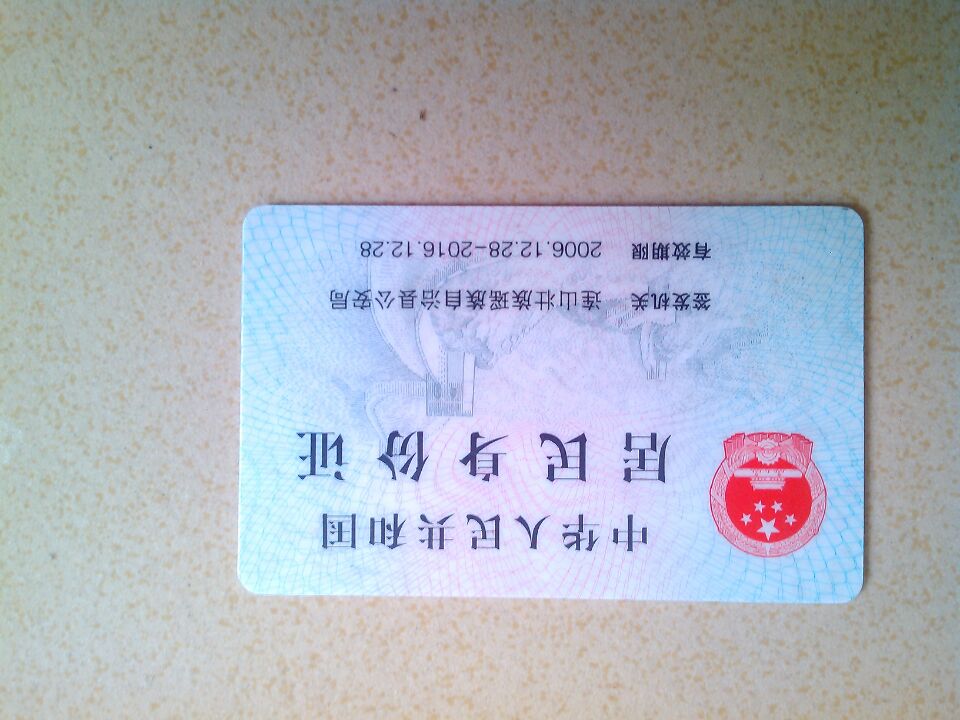 中华人民共和国
居民身份证
签发机关 连山壮族瑶族自治县公安局
有效期限 2006.12.28-2016.12.28